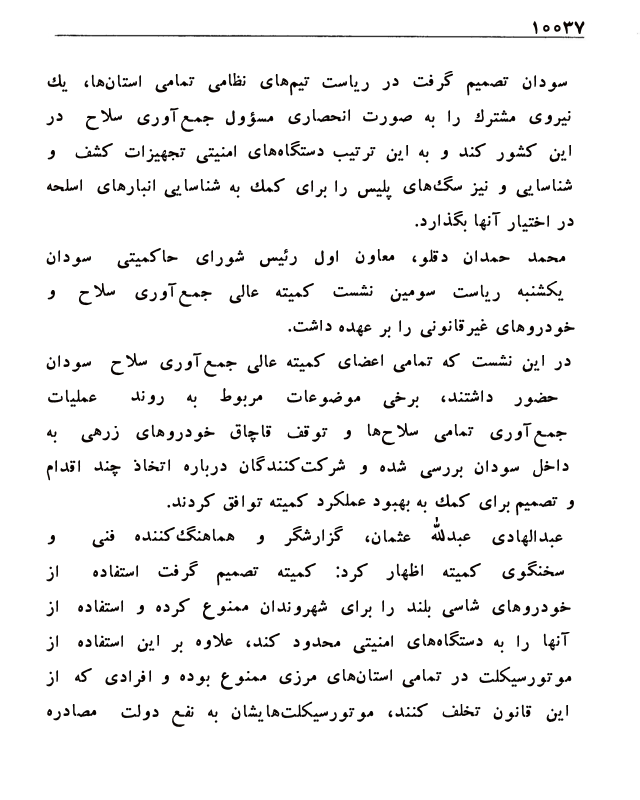 ۱۰۰۳۷
سودان تصمیم گرفت در ریاست تیم‌های نظامی تمامی استان‌ها، یك
نیروی مشترك را به صورت انحصاری مسؤول جمع‌آوری سلاح در
این کشور کند و به این ترتیب دستگاه‌های امنیتی تجهیزات کشف و
شناسایی و نیز سگ‌های پلیس را برای کمك به شناسایی انبارهای اسلحه
در اختیار آنها بگذارد.
محمد حمدان دقلو، معاون اول رئیس شورای حاکمیتی سودان
یکشنبه ریاست سومین نشست کمیته عالی جمع‌آوری سلاح و
خودروهای غیرقانونی را بر عهده داشت.
در این نشست که تمامی اعضای کمیته عالی جمع‌آوری سلاح سودان
حضور داشتند، برخی موضوعات مربوط به روند عملیات
جمع‌آوری تمامی سلاح‌ها و توقف قاچاق خودروهای زرهی به
داخل سودان بررسی شده و شرکت‌کنندگان درباره اتخاذ چند اقدام
و تصمیم برای کمك به بهبود عملکرد کمیته توافق کردند.
عبدالهادی عبدالله عثمان، گزارشگر و هماهنگ‌کننده فنی و
سخنگوی کمیته اظهار کرد: کمیته تصمیم گرفت استفاده از
خودروهای شاسی بلند را برای شهروندان ممنوع کرده و استفاده از
آنها را به دستگاه‌های امنیتی محدود کند، علاوه بر این استفاده از
موتورسیکلت در تمامی استان‌های مرزی ممنوع بوده و افرادی که از
این قانون تخلف کنند، موتورسیکلت‌هایشان به نفع دولت مصادره